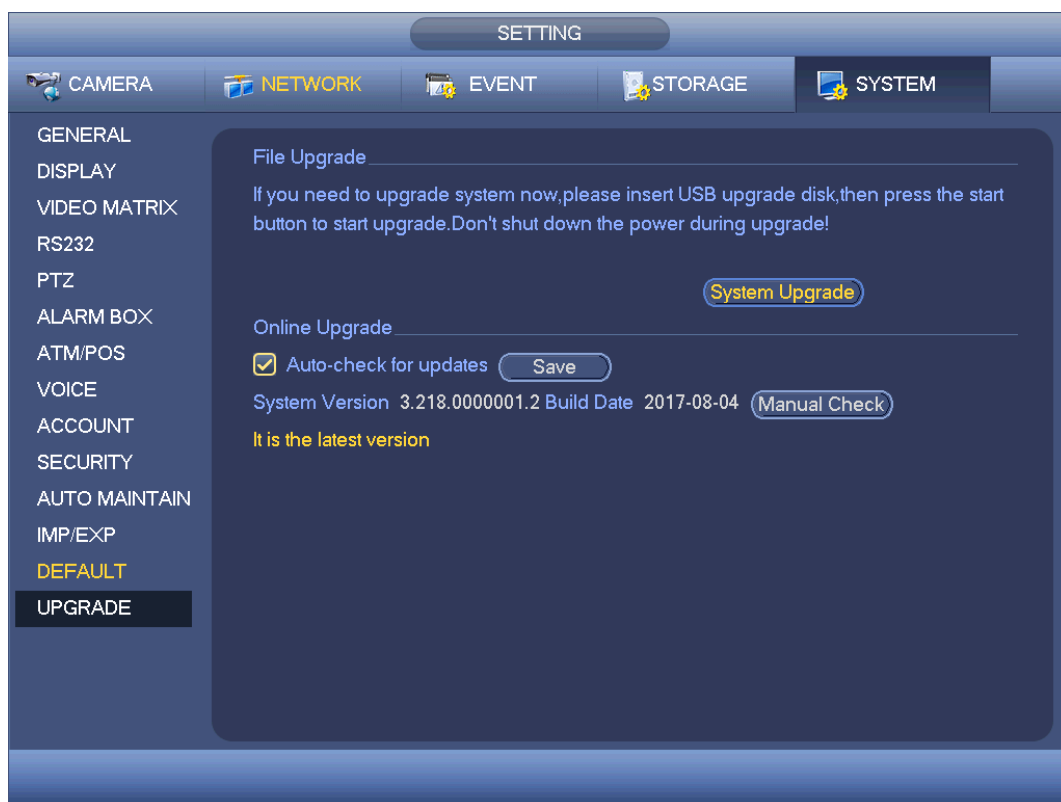 SETTING
CAMERA NETWORK EVENT STORAGE SYSTEM
GENERAL
DISPLAY
VIDEO MATRIX
RS232
PTZ
ALARM BOX
ATM/POS
VOICE
ACCOUNT
SECURITY
AUTO MAINTAIN
IMP/EXP
DEFAULT
UPGRADE
File Upgrade
If you need to upgrade system now,please insert USB upgrade disk,then press the start
button to start upgrade.Don't shut down the power during upgrade!
System Upgrade
Online Upgrade
Auto-check for updates Save
System Version 3.218.0000001.2 Build Date 2017-08-04 Manual Check
It is the latest version